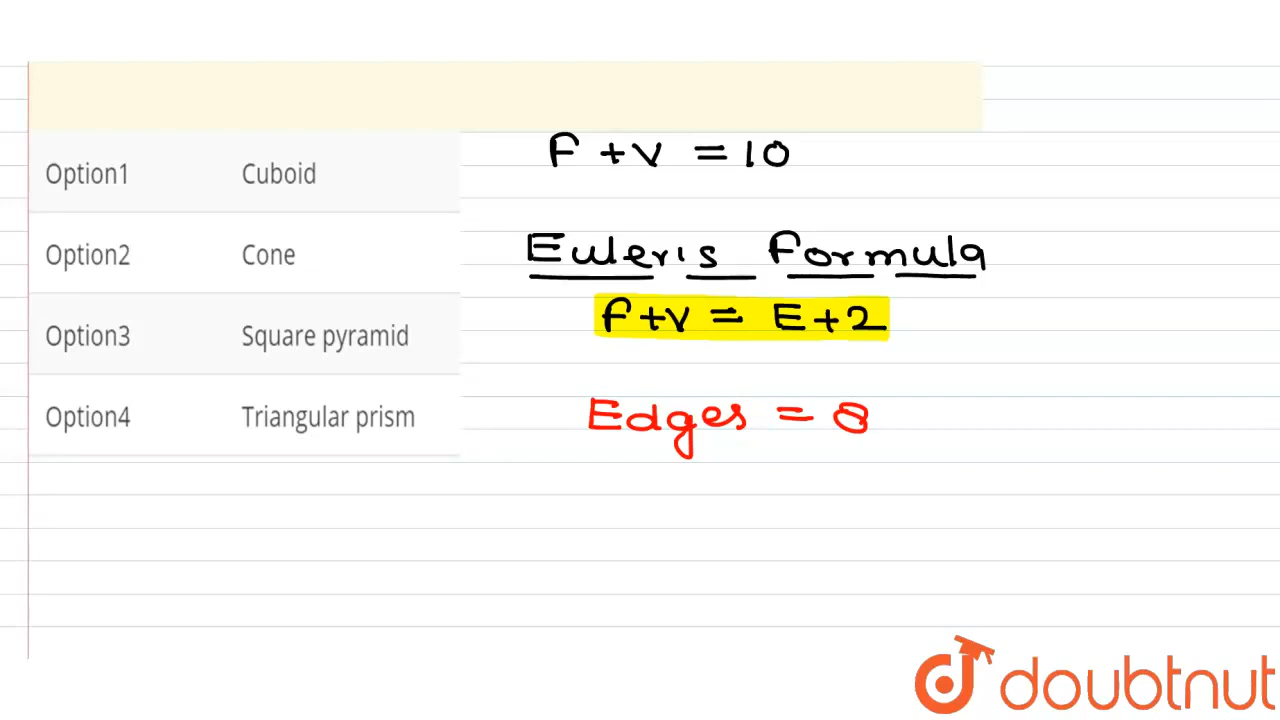 F + V = 10
Option1 Cuboid
Euler's Formula
Option2 Cone
F+V = E+2
Option3 Square pyramid
Edges = 8
Option4 Triangular prism
doubtnut